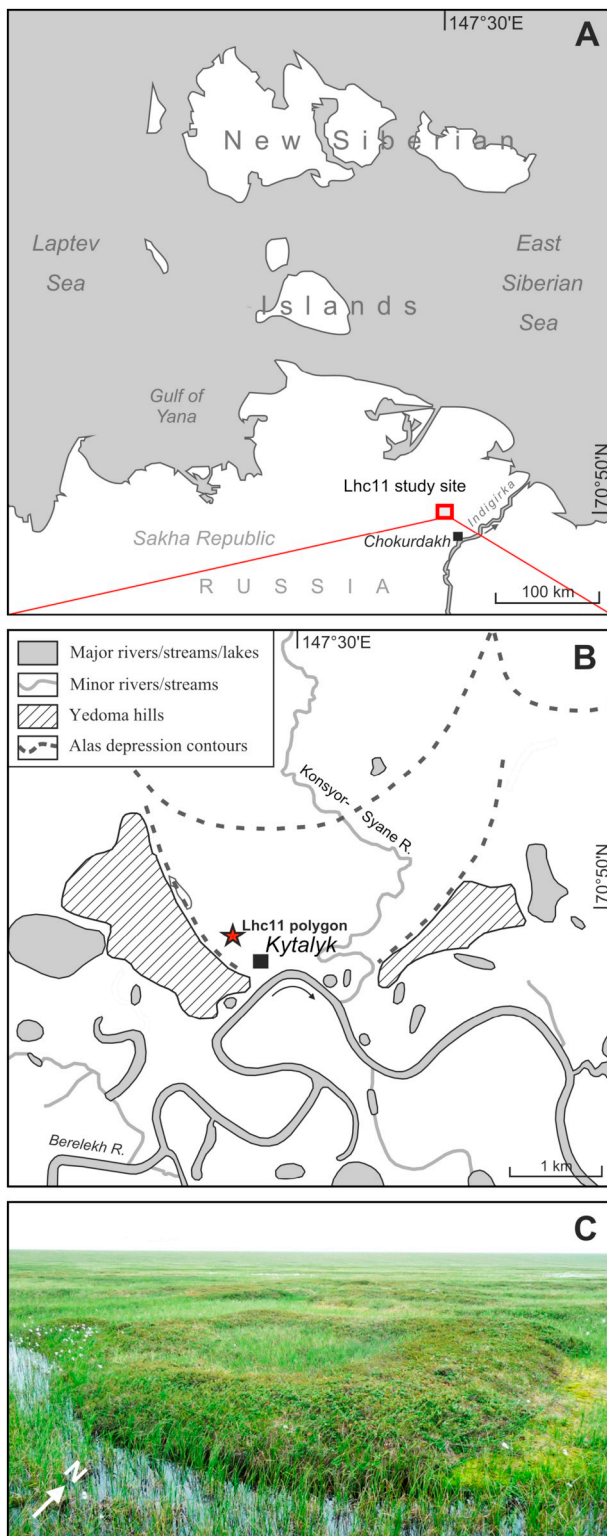 147°30'E
A
New Siberian
Laptev
Sea
East
Siberian
Sea
Islands
Gulf of
Yana
70°50'N
Lhc11 study site
Indigirka
Sakha Republic
Chokurdakh
RUSSIA
100 km
Major rivers/streams/lakes
Minor rivers/streams
Yedoma hills
Alas depression contours
147°30'E
B
Konsyor-
Syane R.
70°50'N
Lhc11 polygon
Kytalyk
Berelekh R.
1 km
C
N